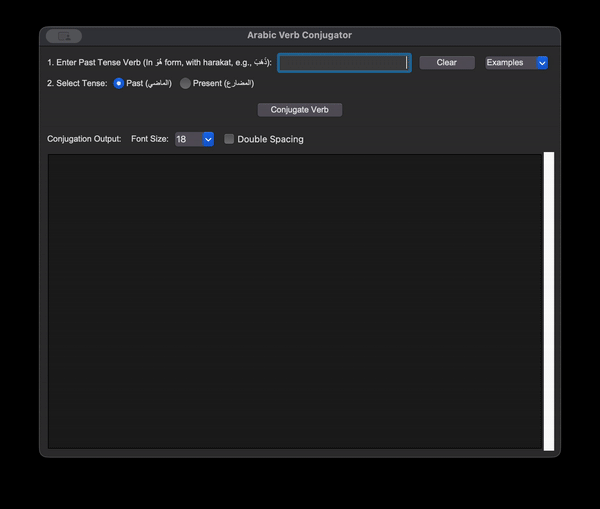 Arabic Verb Conjugator
1. Enter Past Tense Verb (In هُوَ form, with harakat, e.g., ذَهَبَ): Clear Examples
2. Select Tense: Past (الماضي) Present (المضارع)
Conjugate Verb
Conjugation Output: Font Size: 18 Double Spacing